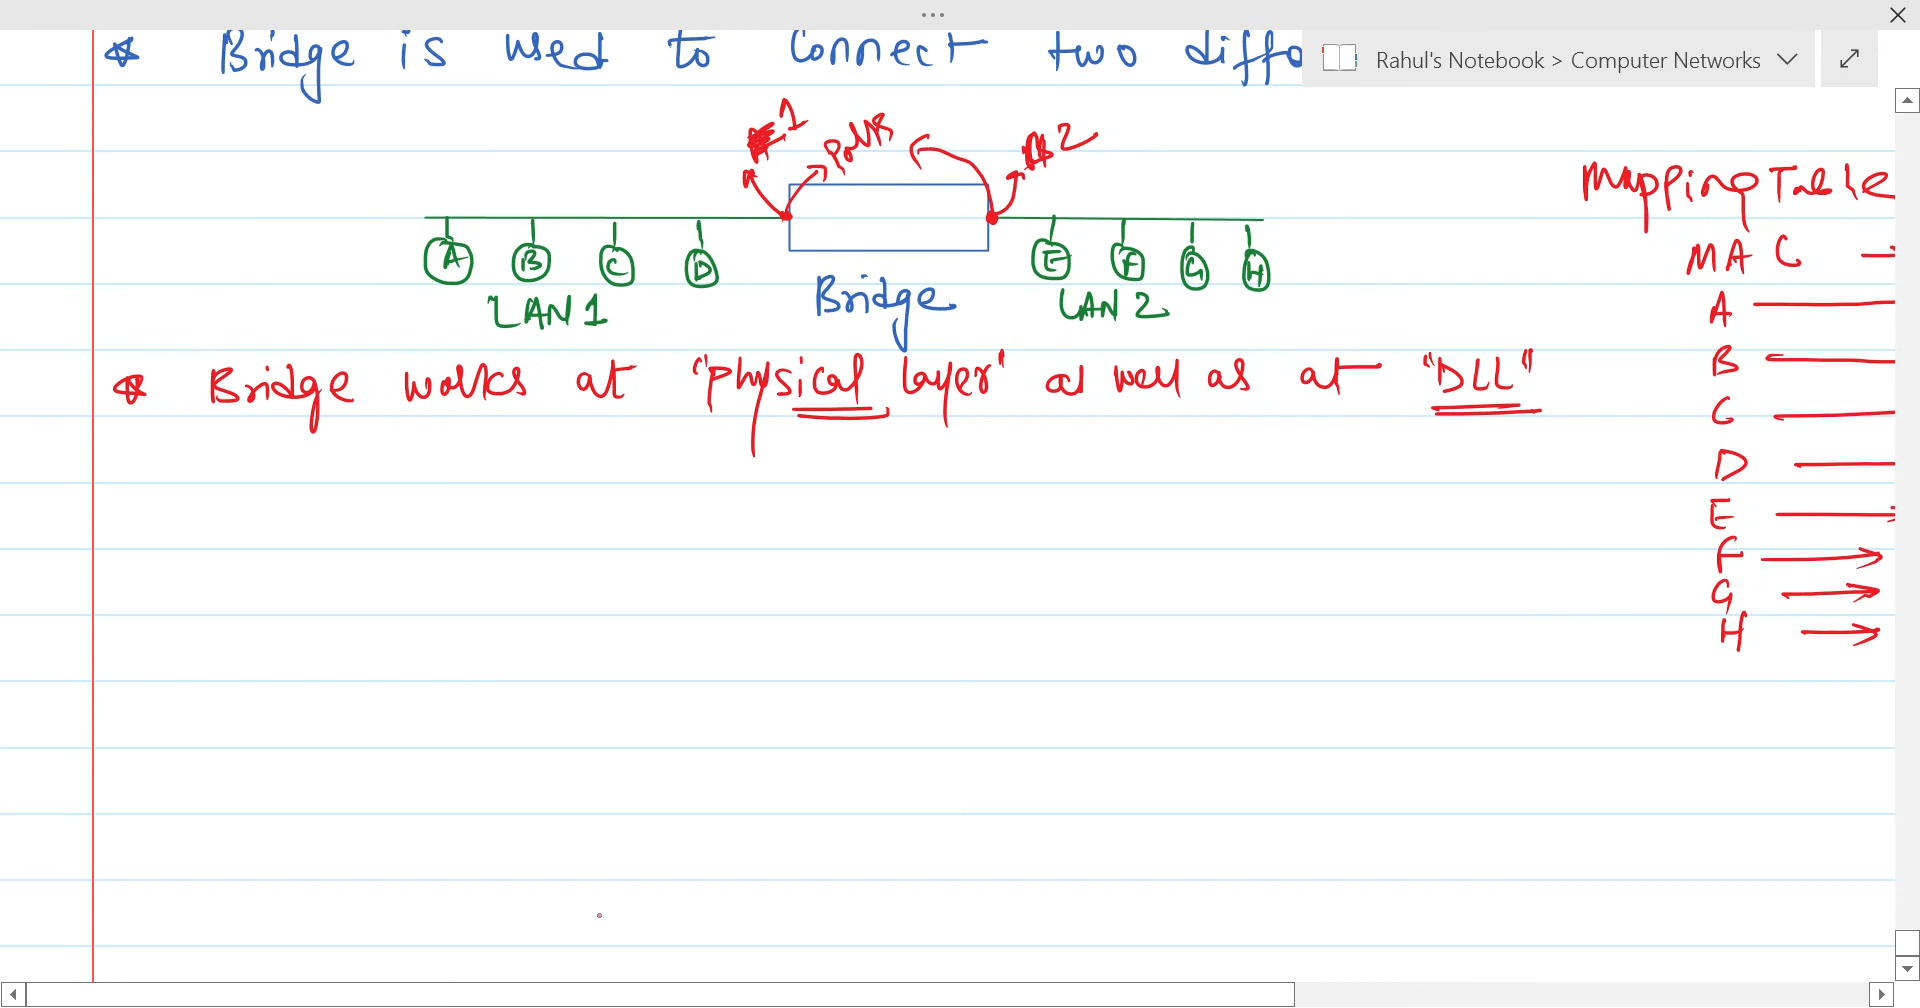 Rahul's Notebook > Computer Networks
* Bridge is used to connect two diffe
1 Ports 2
A B C D E F G H
LAN 1 Bridge LAN 2
* Bridge works at "Physical layer" as well as at "DLL"
Mapping Table
MAC →
A
B
C
D
E
F →
G →
H →